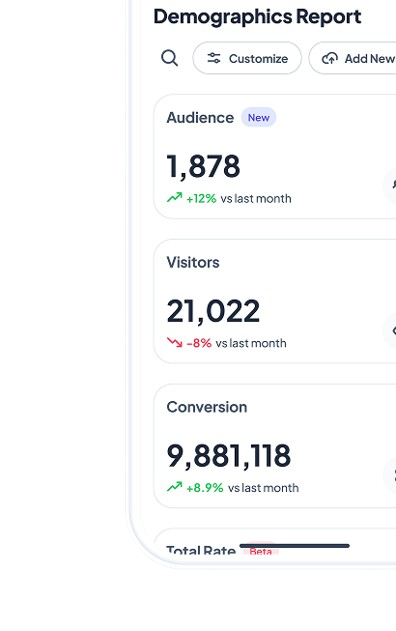 Demographics Report
Customize Add New
Audience New
1,878
+12% vs last month
Visitors
21,022
-8% vs last month
Conversion
9,881,118
+8.9% vs last month
Total Rate Beta